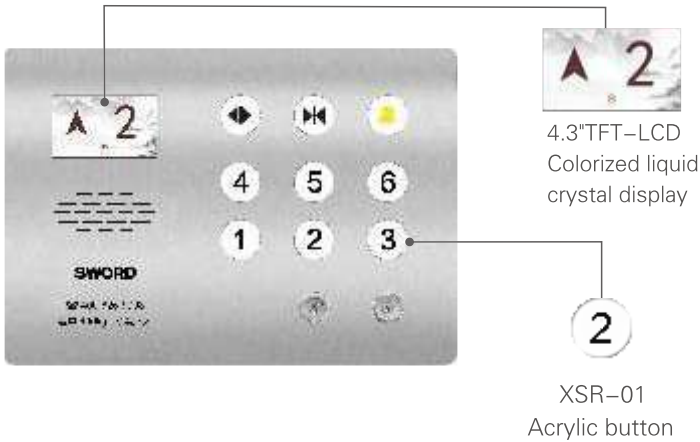 2
2
4.3"TFT–LCD
Colorized liquid
crystal display
4 5 6
1 2 3
SWORD
2
XSR–01
Acrylic button